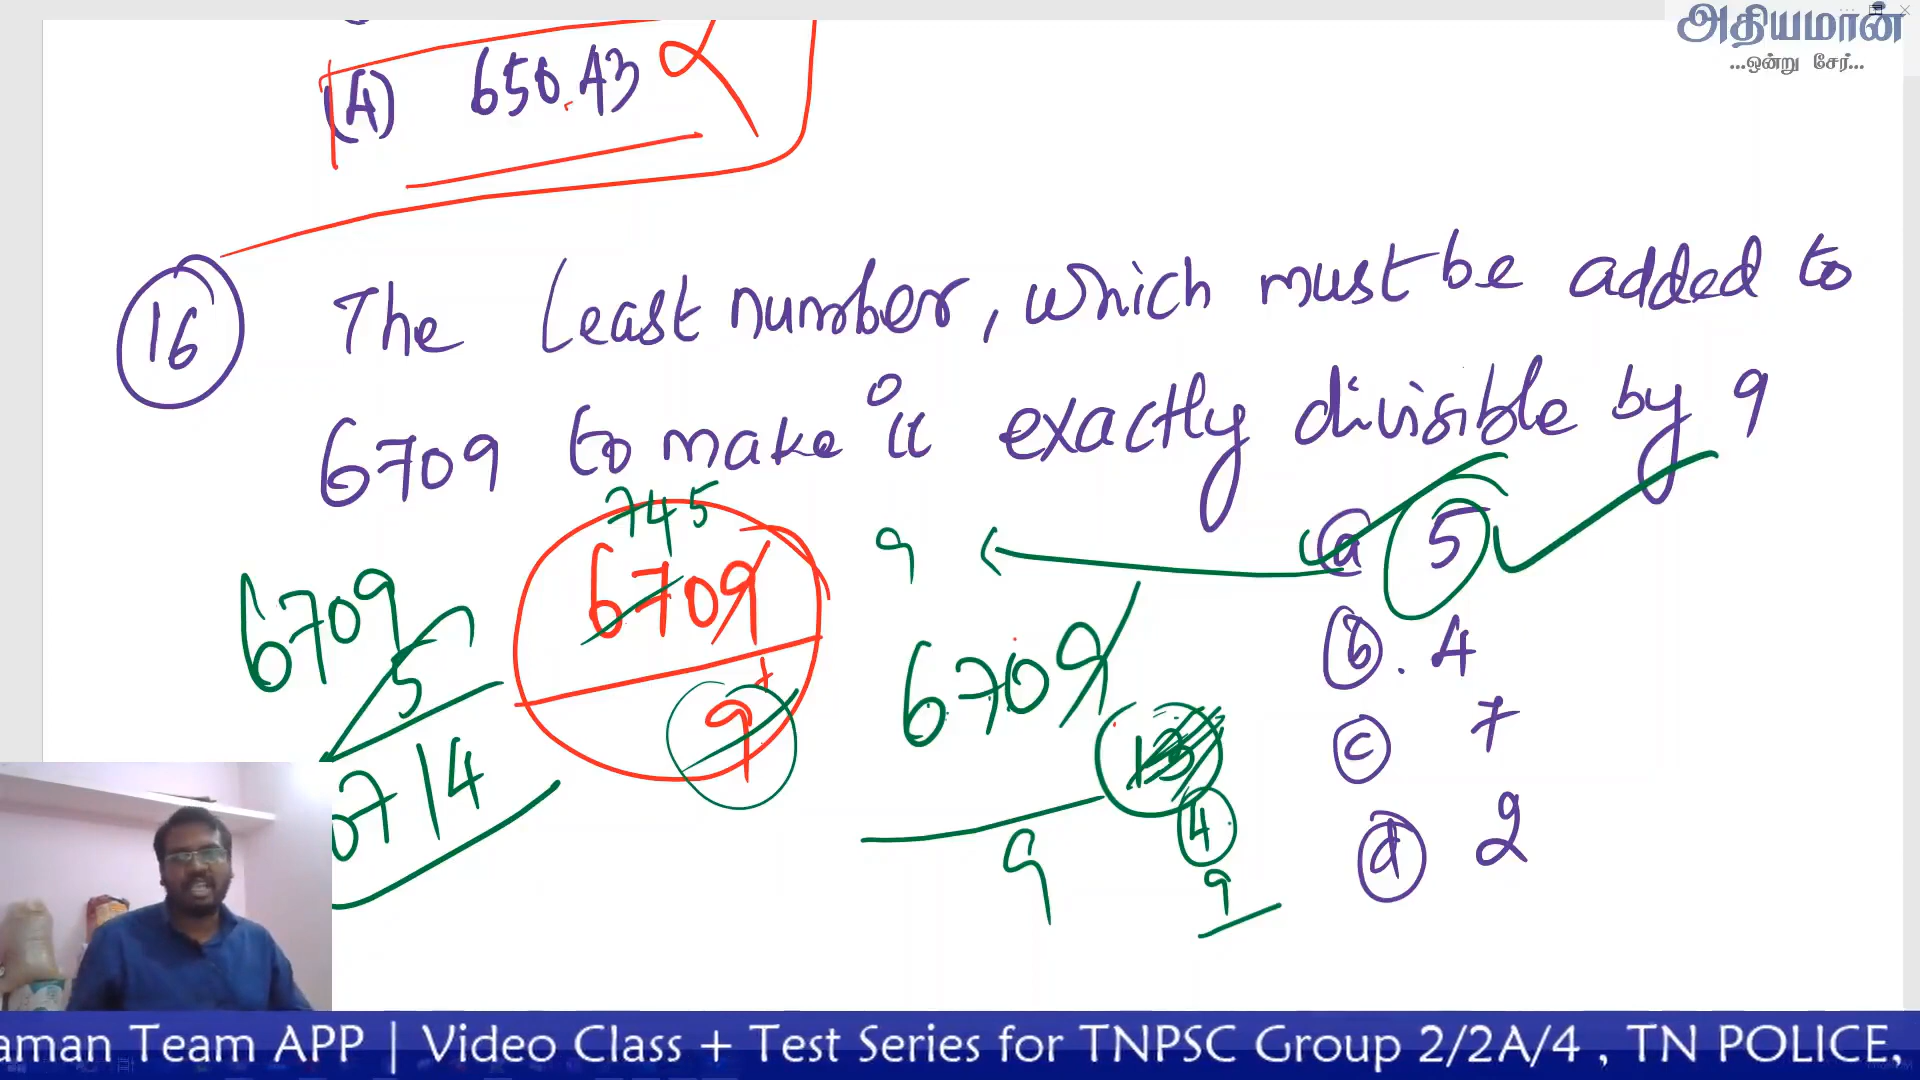 அதியமான்
...ஒன்று சேர்...
(A) 650.43
16 The least number, which must be added to
6709 to make it exactly divisible by 9
745
9
a 5
6709
6709
6709
5
b. 4
9
13
c 7
714
4
9
9
d 2
aman Team APP | Video Class + Test Series for TNPSC Group 2/2A/4 , TN POLICE,